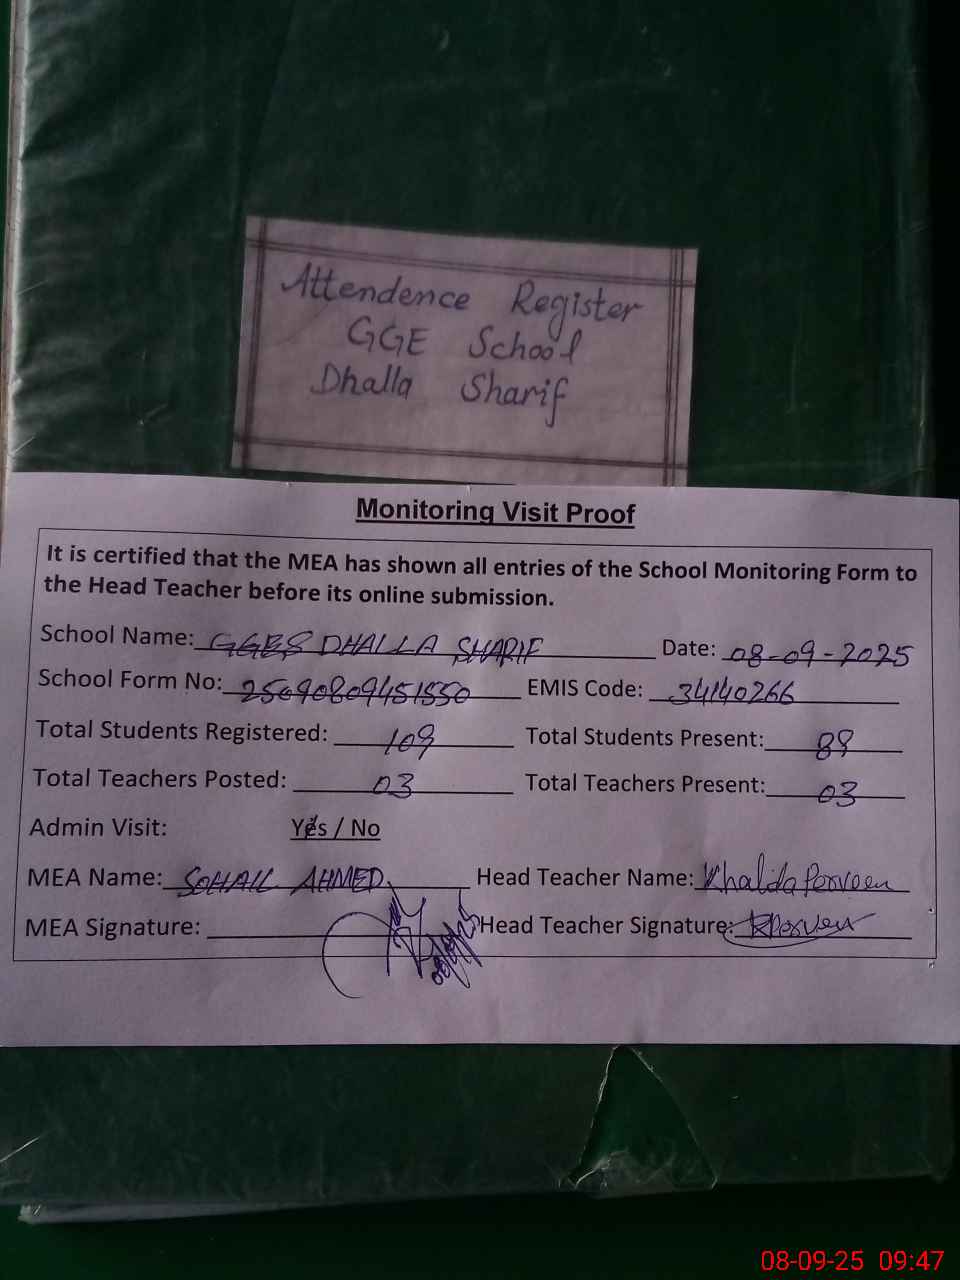 Attendence Register
GGE School
Dhalla Sharif
Monitoring Visit Proof
It is certified that the MEA has shown all entries of the School Monitoring Form to
the Head Teacher before its online submission.
School Name: GGES DHALLA SHARIF Date: 08-09-2025
School Form No: 25090809451550 EMIS Code: 34140266
Total Students Registered: 109 Total Students Present: 89
Total Teachers Posted: 03 Total Teachers Present: 03
Admin Visit: Yes / No
MEA Name: SOHAIL AHMED Head Teacher Name: Khalida Perveen
MEA Signature: Head Teacher Signature: KPerveen
08-09-25 09:47